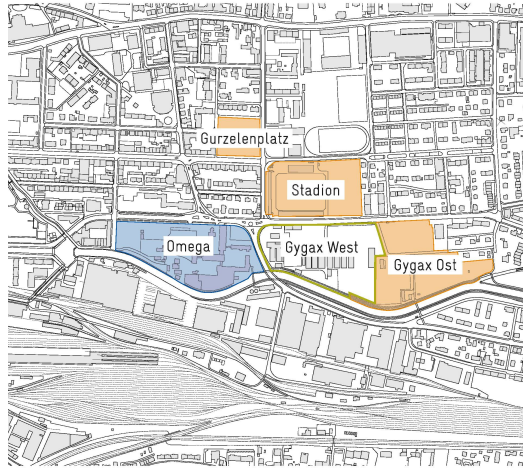 Gurzelenplatz
Stadion
Omega
Gygax West
Gygax Ost